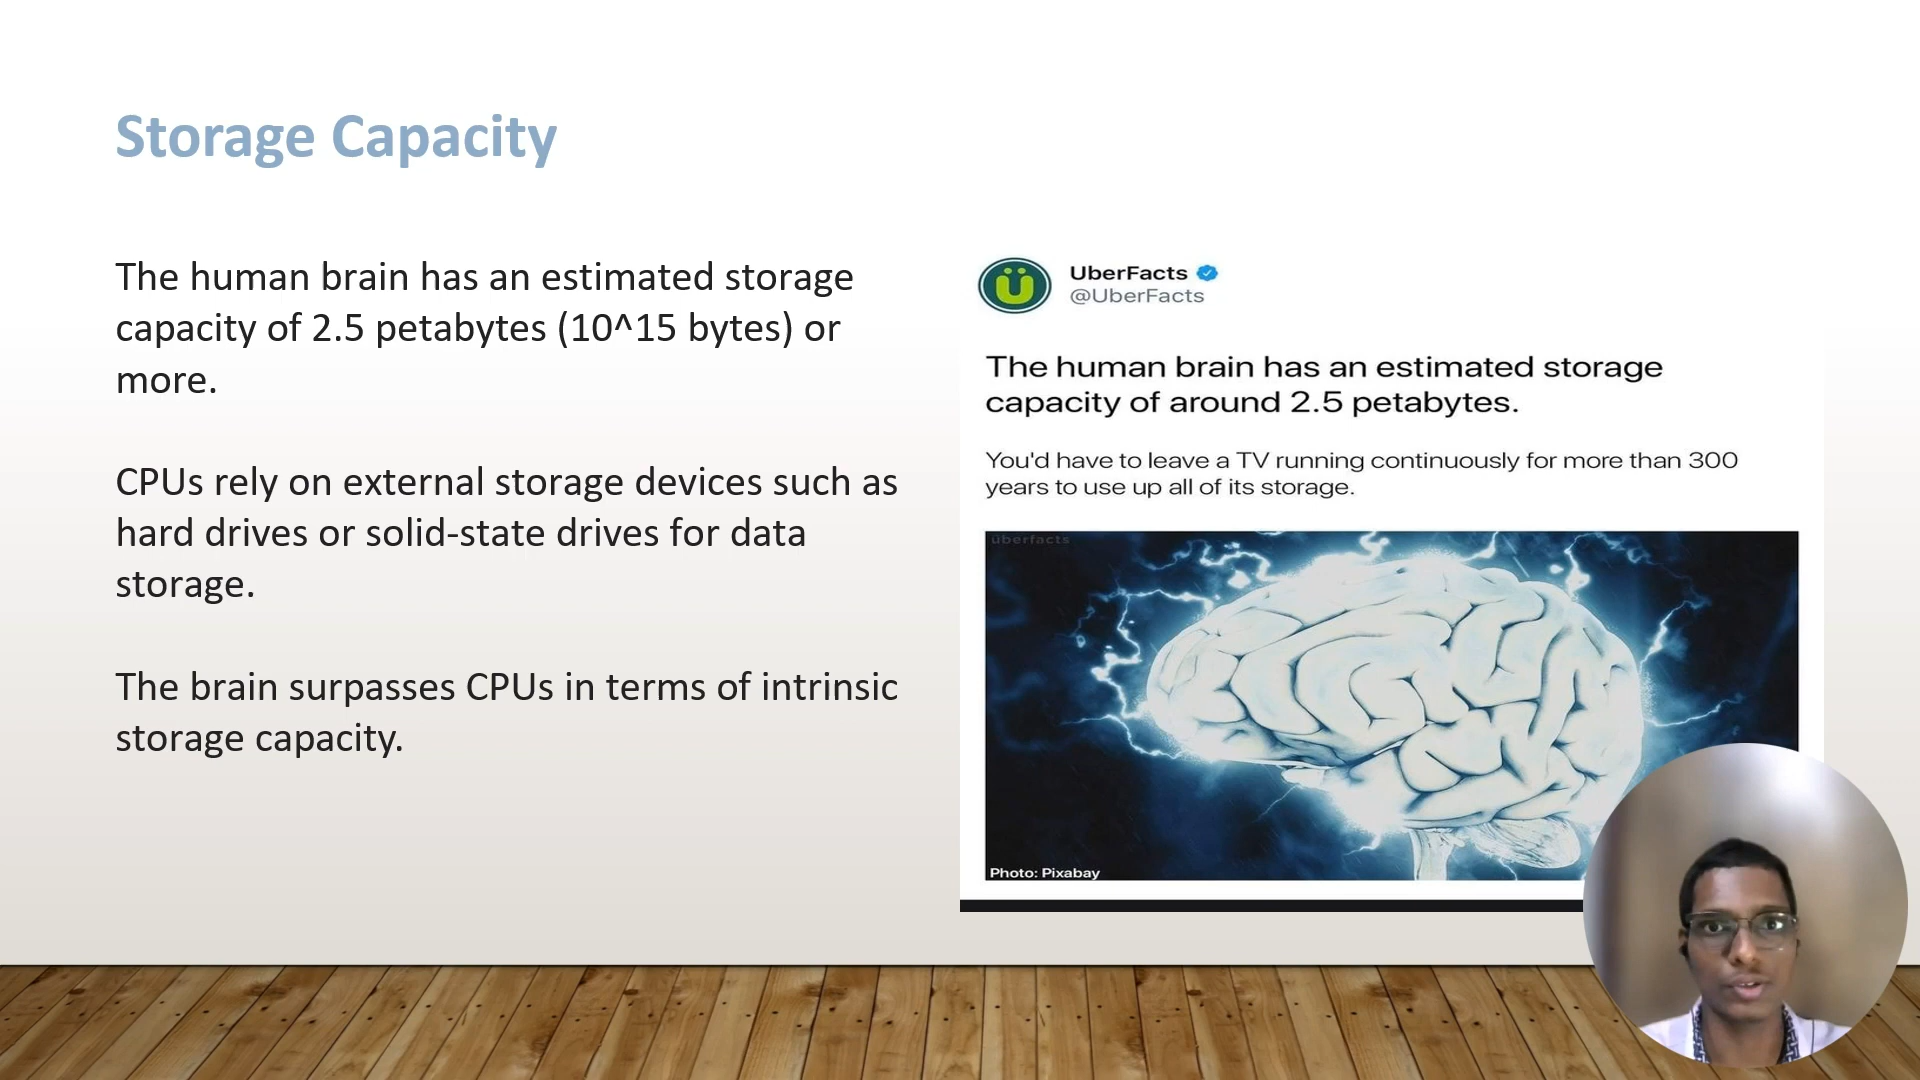 Storage Capacity
The human brain has an estimated storage
capacity of 2.5 petabytes (10^15 bytes) or
more.
CPUs rely on external storage devices such as
hard drives or solid-state drives for data
storage.
The brain surpasses CPUs in terms of intrinsic
storage capacity.
UberFacts
@UberFacts
The human brain has an estimated storage
capacity of around 2.5 petabytes.
You'd have to leave a TV running continuously for more than 300
years to use up all of its storage.
überfacts
Photo: Pixabay